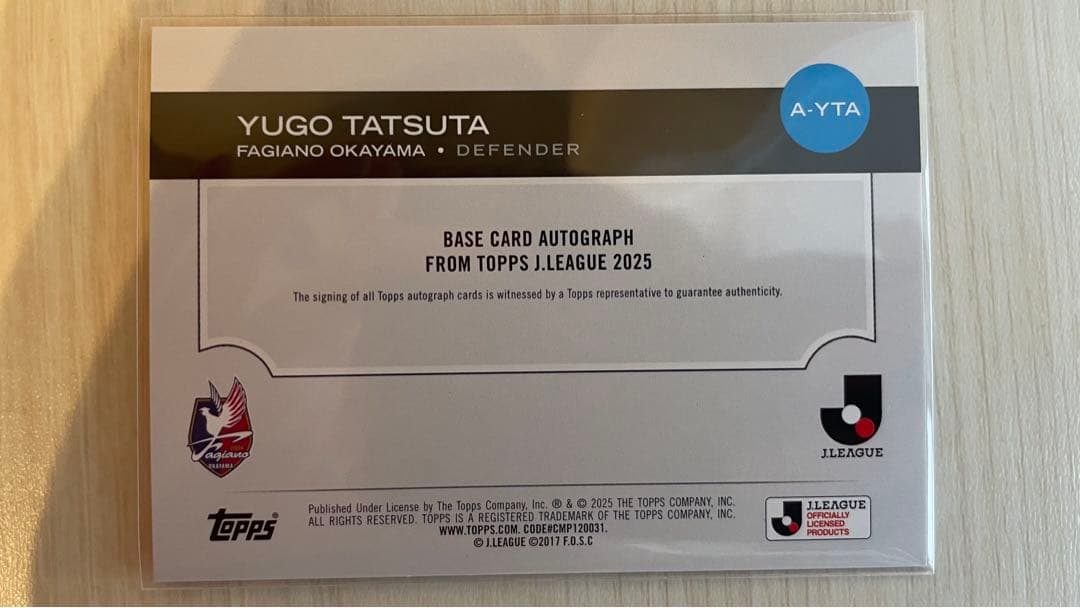 YUGO TATSUTA
A-YTA
FAGIANO OKAYAMA • DEFENDER
BASE CARD AUTOGRAPH
FROM TOPPS J.LEAGUE 2025
The signing of all Topps autograph cards is witnessed by a Topps representative to guarantee authenticity.
Fagiano
OKAYAMA
J.LEAGUE
topps®
Published Under License by The Topps Company, Inc. ® & © 2025 THE TOPPS COMPANY, INC.
ALL RIGHTS RESERVED. TOPPS IS A REGISTERED TRADEMARK OF THE TOPPS COMPANY, INC.
WWW.TOPPS.COM. CODE#CMP120031.
© J.LEAGUE ©2017 F.O.S.C
J.LEAGUE
OFFICIALLY
LICENSED
PRODUCTS